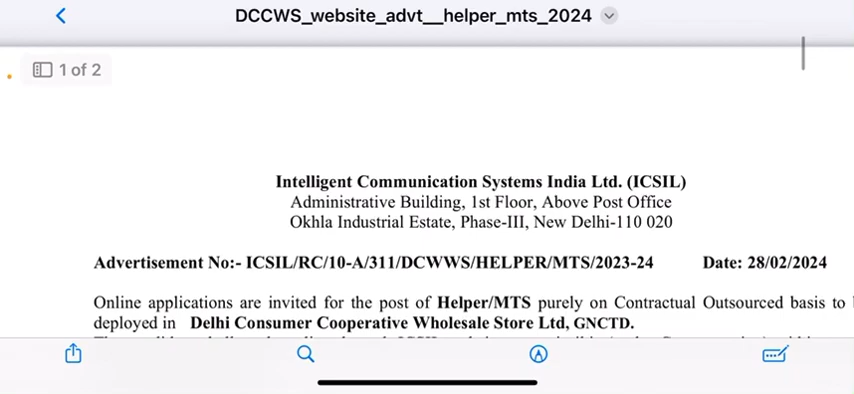 DCCWS_website_advt__helper_mts_2024
1 of 2
Intelligent Communication Systems India Ltd. (ICSIL)
Administrative Building, 1st Floor, Above Post Office
Okhla Industrial Estate, Phase-III, New Delhi-110 020
Advertisement No:- ICSIL/RC/10-A/311/DCWWS/HELPER/MTS/2023-24 Date: 28/02/2024
Online applications are invited for the post of Helper/MTS purely on Contractual Outsourced basis to
deployed in Delhi Consumer Cooperative Wholesale Store Ltd, GNCTD.